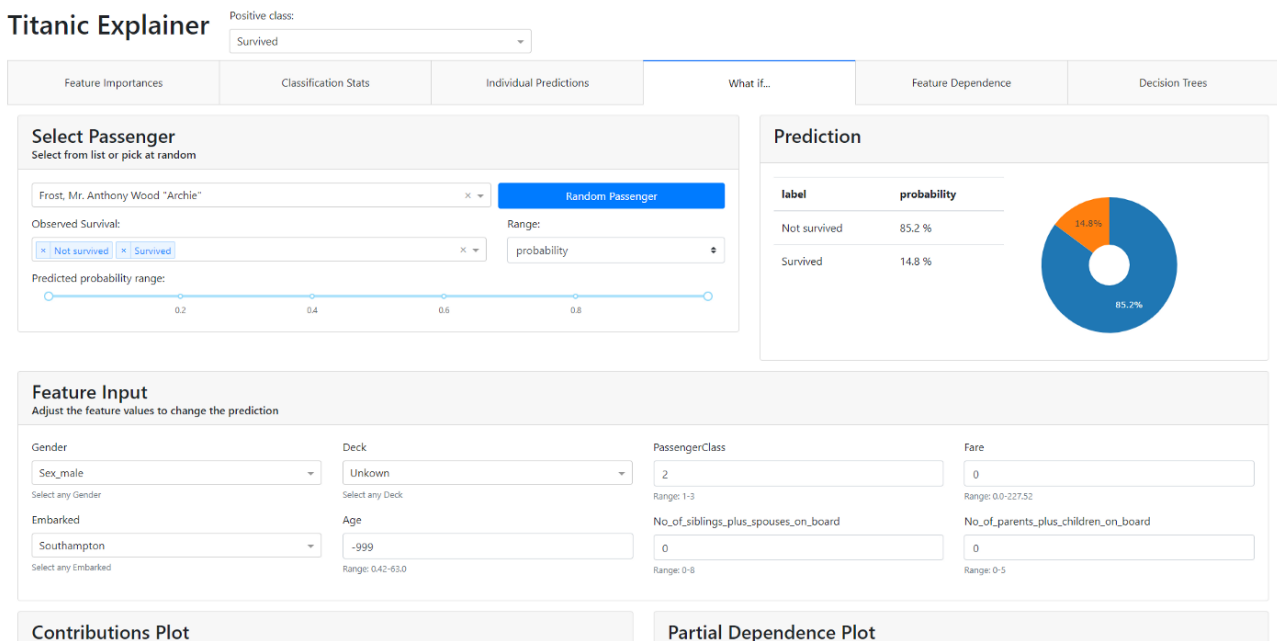 Titanic Explainer
Positive class:
Survived
Feature Importances
Classification Stats
Individual Predictions
What if...
Feature Dependence
Decision Trees
Select Passenger
Select from list or pick at random
Frost, Mr. Anthony Wood "Archie"
× 
Random Passenger
Observed Survival:
Range:
× Not survived × Survived
×
probability
Predicted probability range:
0.2 0.4 0.6 0.8
Prediction
label probability
Not survived 85.2 %
Survived 14.8 %
14.8%
85.2%
Feature Input
Adjust the feature values to change the prediction
Gender Deck PassengerClass Fare
Sex_male Unkown 2 0
Select any Gender Select any Deck Range: 1-3 Range: 0.0-227.52
Embarked Age No_of_siblings_plus_spouses_on_board No_of_parents_plus_children_on_board
Southampton -999 0 0
Select any Embarked Range: 0.42-63.0 Range: 0-8 Range: 0-5
Contributions Plot Partial Dependence Plot